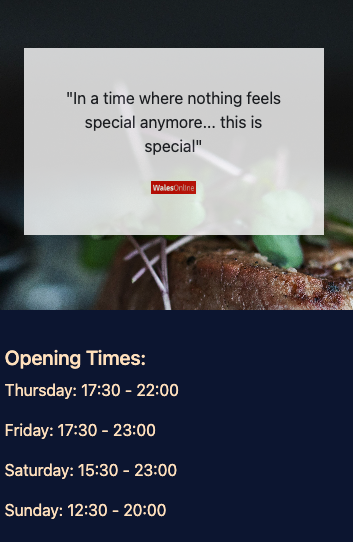 "In a time where nothing feels
special anymore... this is
special!"
WalesOnline
Opening Times:
Thursday: 17:30 - 22:00
Friday: 17:30 - 23:00
Saturday: 15:30 - 23:00
Sunday: 12:30 - 20:00